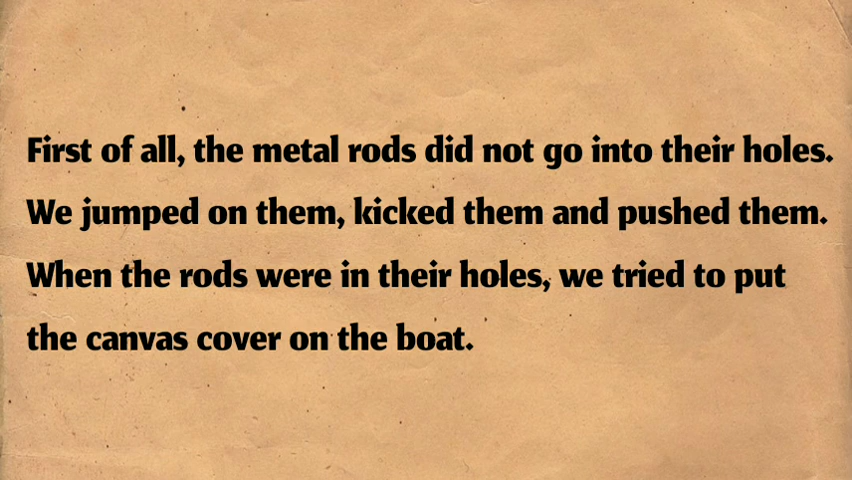 First of all, the metal rods did not go into their holes.
We jumped on them, kicked them and pushed them.
When the rods were in their holes, we tried to put
the canvas cover on the boat.